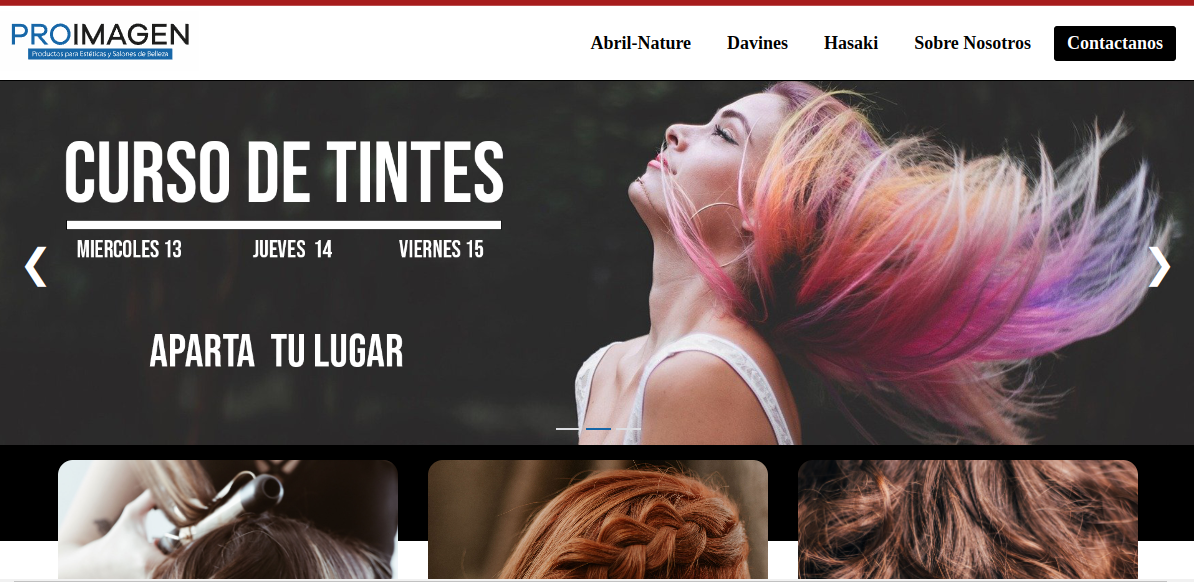 PROIMAGEN
Productos para Estéticas y Salones de Belleza
Abril-Nature Davines Hasaki Sobre Nosotros Contactanos
CURSO DE TINTES
MIERCOLES 13 JUEVES 14 VIERNES 15
APARTA TU LUGAR